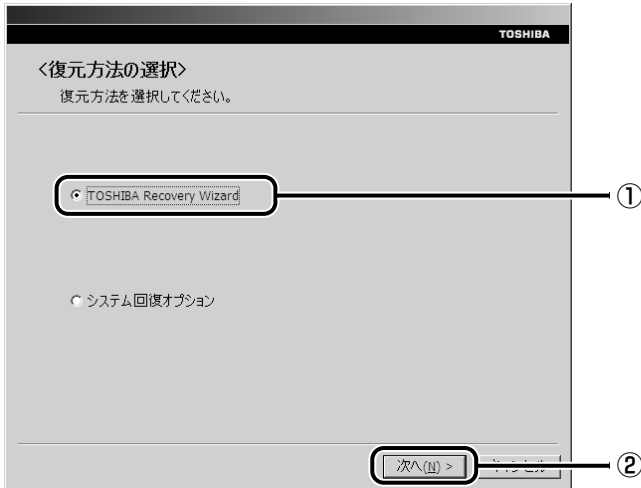 TOSHIBA
<復元方法の選択>
復元方法を選択してください。
TOSHIBA Recovery Wizard
①
システム回復オプション
次へ(N) >
②